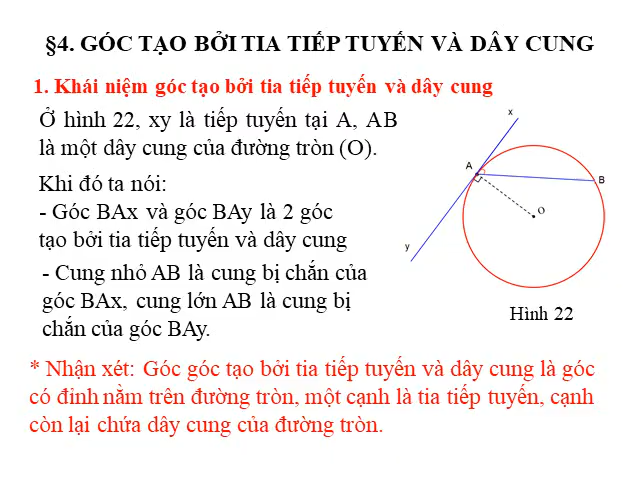 §4. GÓC TẠO BỞI TIA TIẾP TUYẾN VÀ DÂY CUNG
1. Khái niệm góc tạo bởi tia tiếp tuyến và dây cung
Ở hình 22, xy là tiếp tuyến tại A, AB
là một dây cung của đường tròn (O).
Khi đó ta nói:
- Góc BAx và góc BAy là 2 góc
tạo bởi tia tiếp tuyến và dây cung
- Cung nhỏ AB là cung bị chắn của
góc BAx, cung lớn AB là cung bị
chắn của góc BAy.
x
A
B
O
y
Hình 22
* Nhận xét: Góc góc tạo bởi tia tiếp tuyến và dây cung là góc
có đỉnh nằm trên đường tròn, một cạnh là tia tiếp tuyến, cạnh
còn lại chứa dây cung của đường tròn.